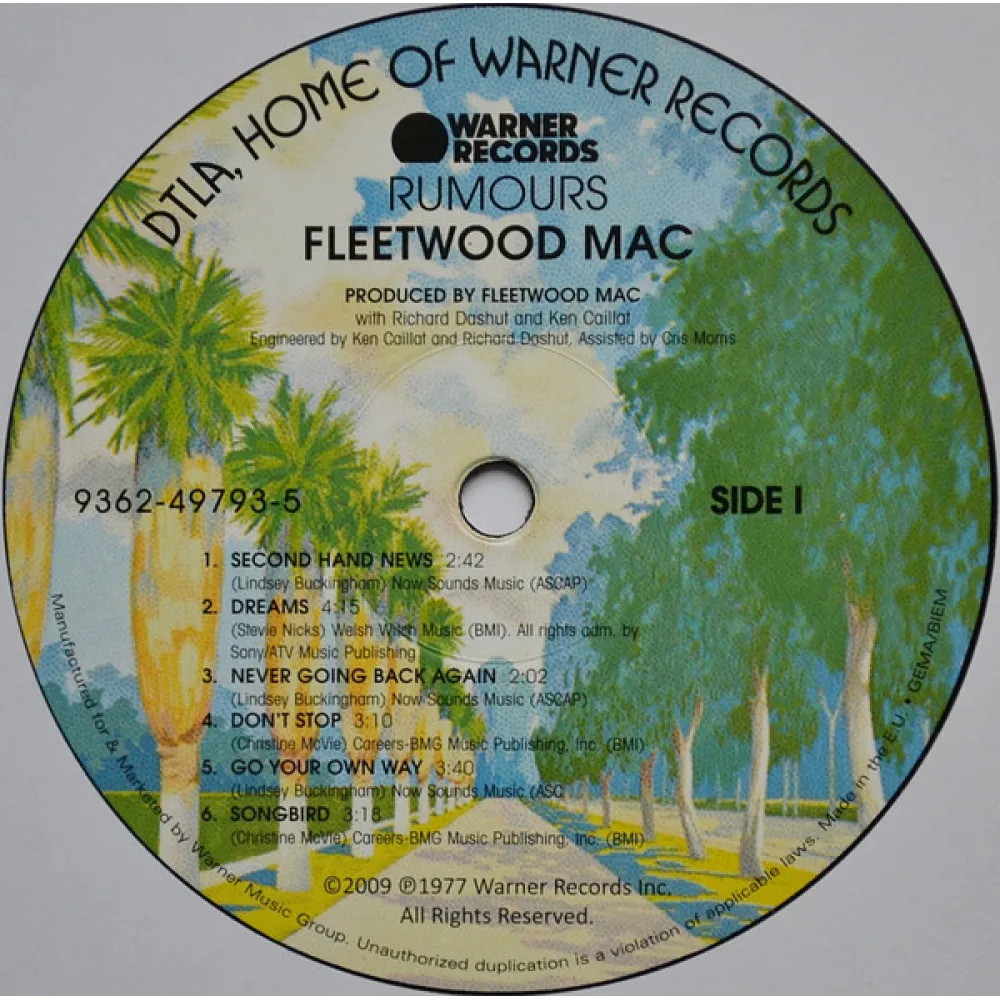 DTLA, HOME OF WARNER RECORDS
WARNER
RECORDS
RUMOURS
FLEETWOOD MAC
PRODUCED BY FLEETWOOD MAC
with Richard Dashut and Ken Caillat
Engineered by Ken Caillat and Richard Dashut, Assisted by Cris Morris
9362-49793-5
SIDE I
1. SECOND HAND NEWS 2:42
(Lindsey Buckingham) Now Sounds Music (ASCAP)
2. DREAMS 4:15
(Stevie Nicks) Welsh Witch Music (BMI). All rights adm. by
Sony/ATV Music Publishing
3. NEVER GOING BACK AGAIN 2:02
(Lindsey Buckingham) Now Sounds Music (ASCAP)
4. DON'T STOP 3:10
(Christine McVie) Careers-BMG Music Publishing, Inc. (BMI)
5. GO YOUR OWN WAY 3:40
(Lindsey Buckingham) Now Sounds Music (ASC
6. SONGBIRD 3:18
(Christine McVie) Careers-BMG Music Publishing, Inc. (BMI)
©2009 ℗1977 Warner Records Inc.
All Rights Reserved.
Manufactured for & Marketed by Warner Music Group. Unauthorized duplication is a violation of applicable laws. Made in the E.U. • GEMA/BIEM